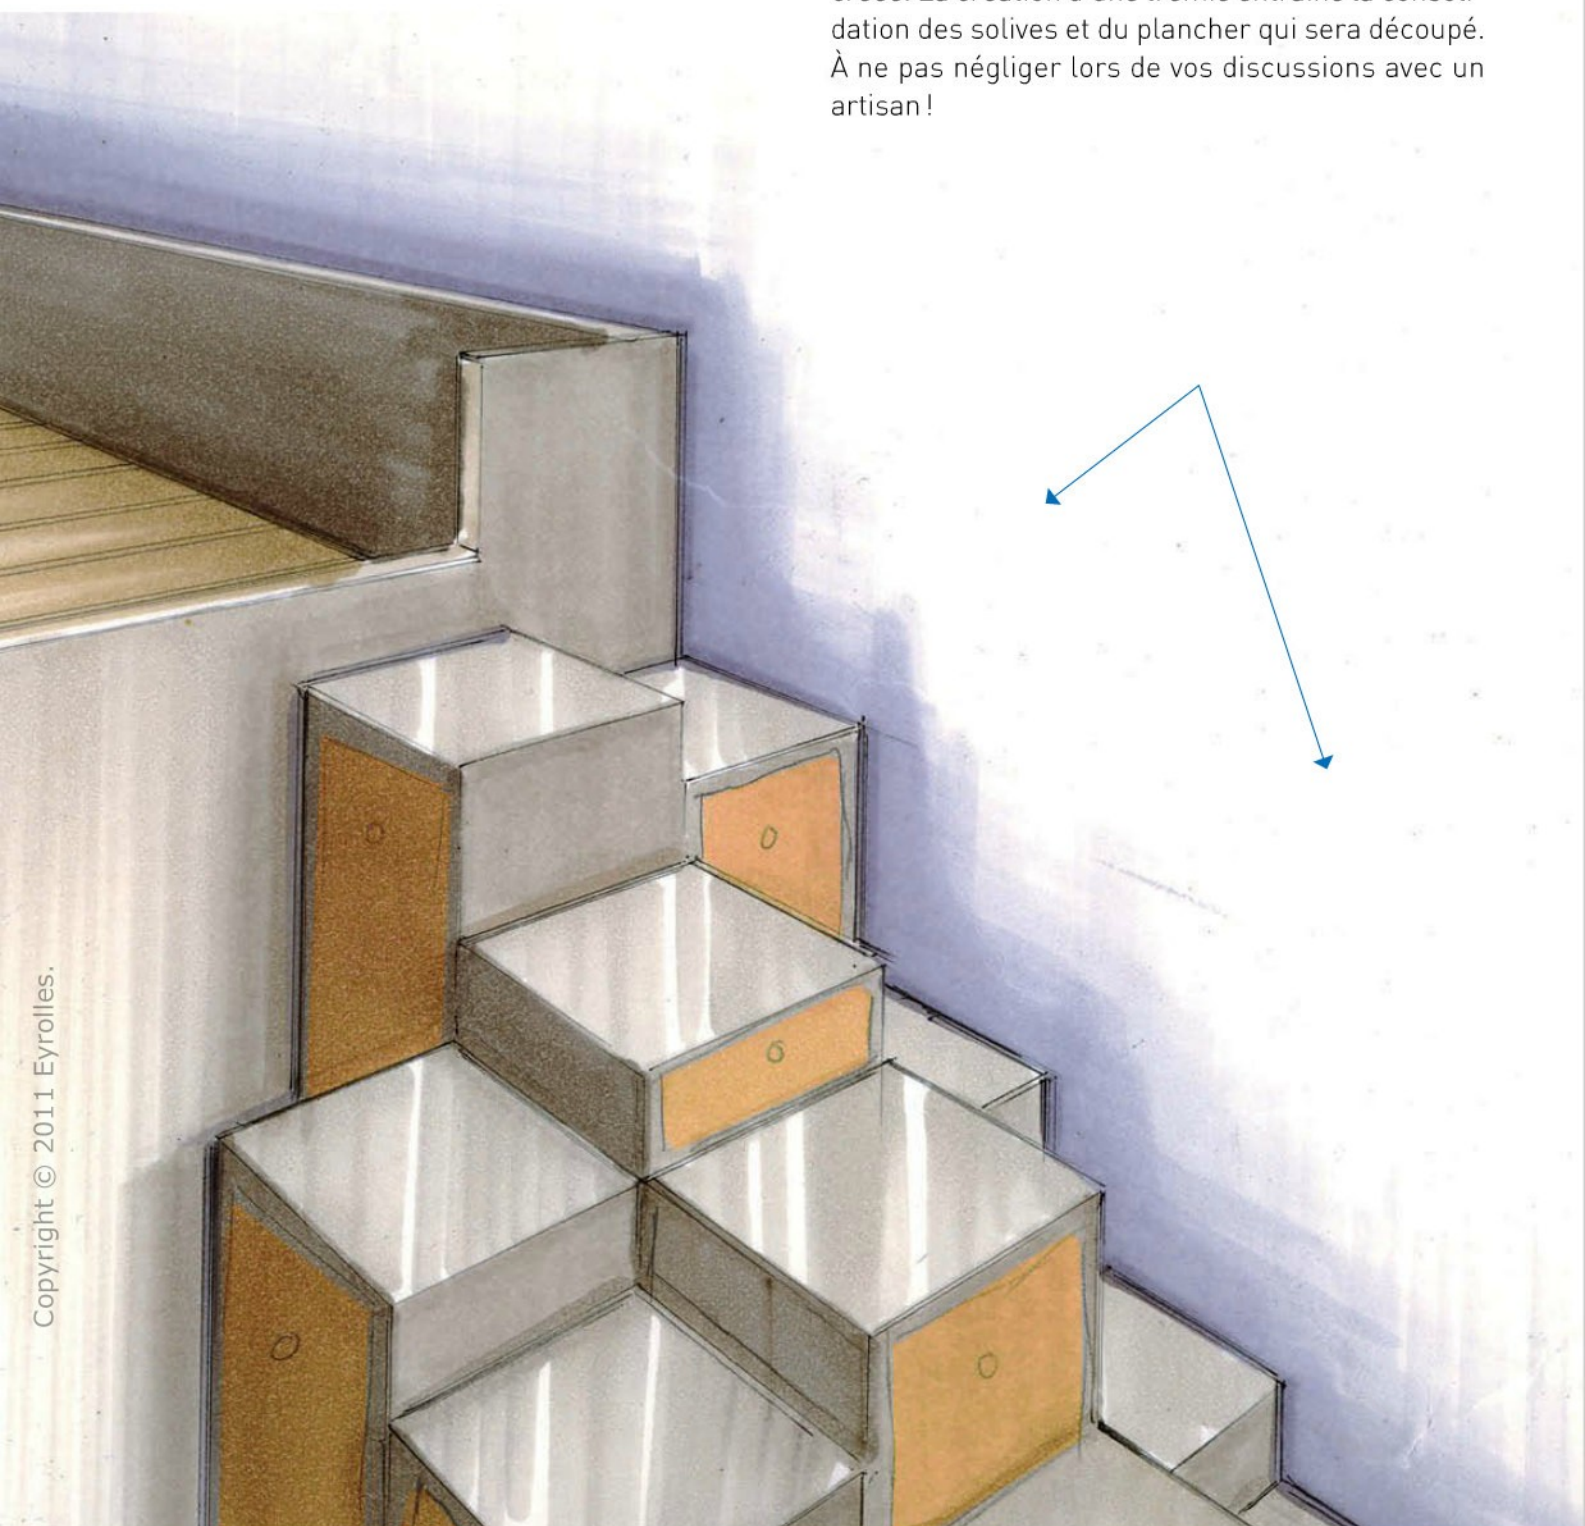 dation des solives et du plancher qui sera découpé.
À ne pas négliger lors de vos discussions avec un
artisan !
Copyright © 2011 Eyrolles.